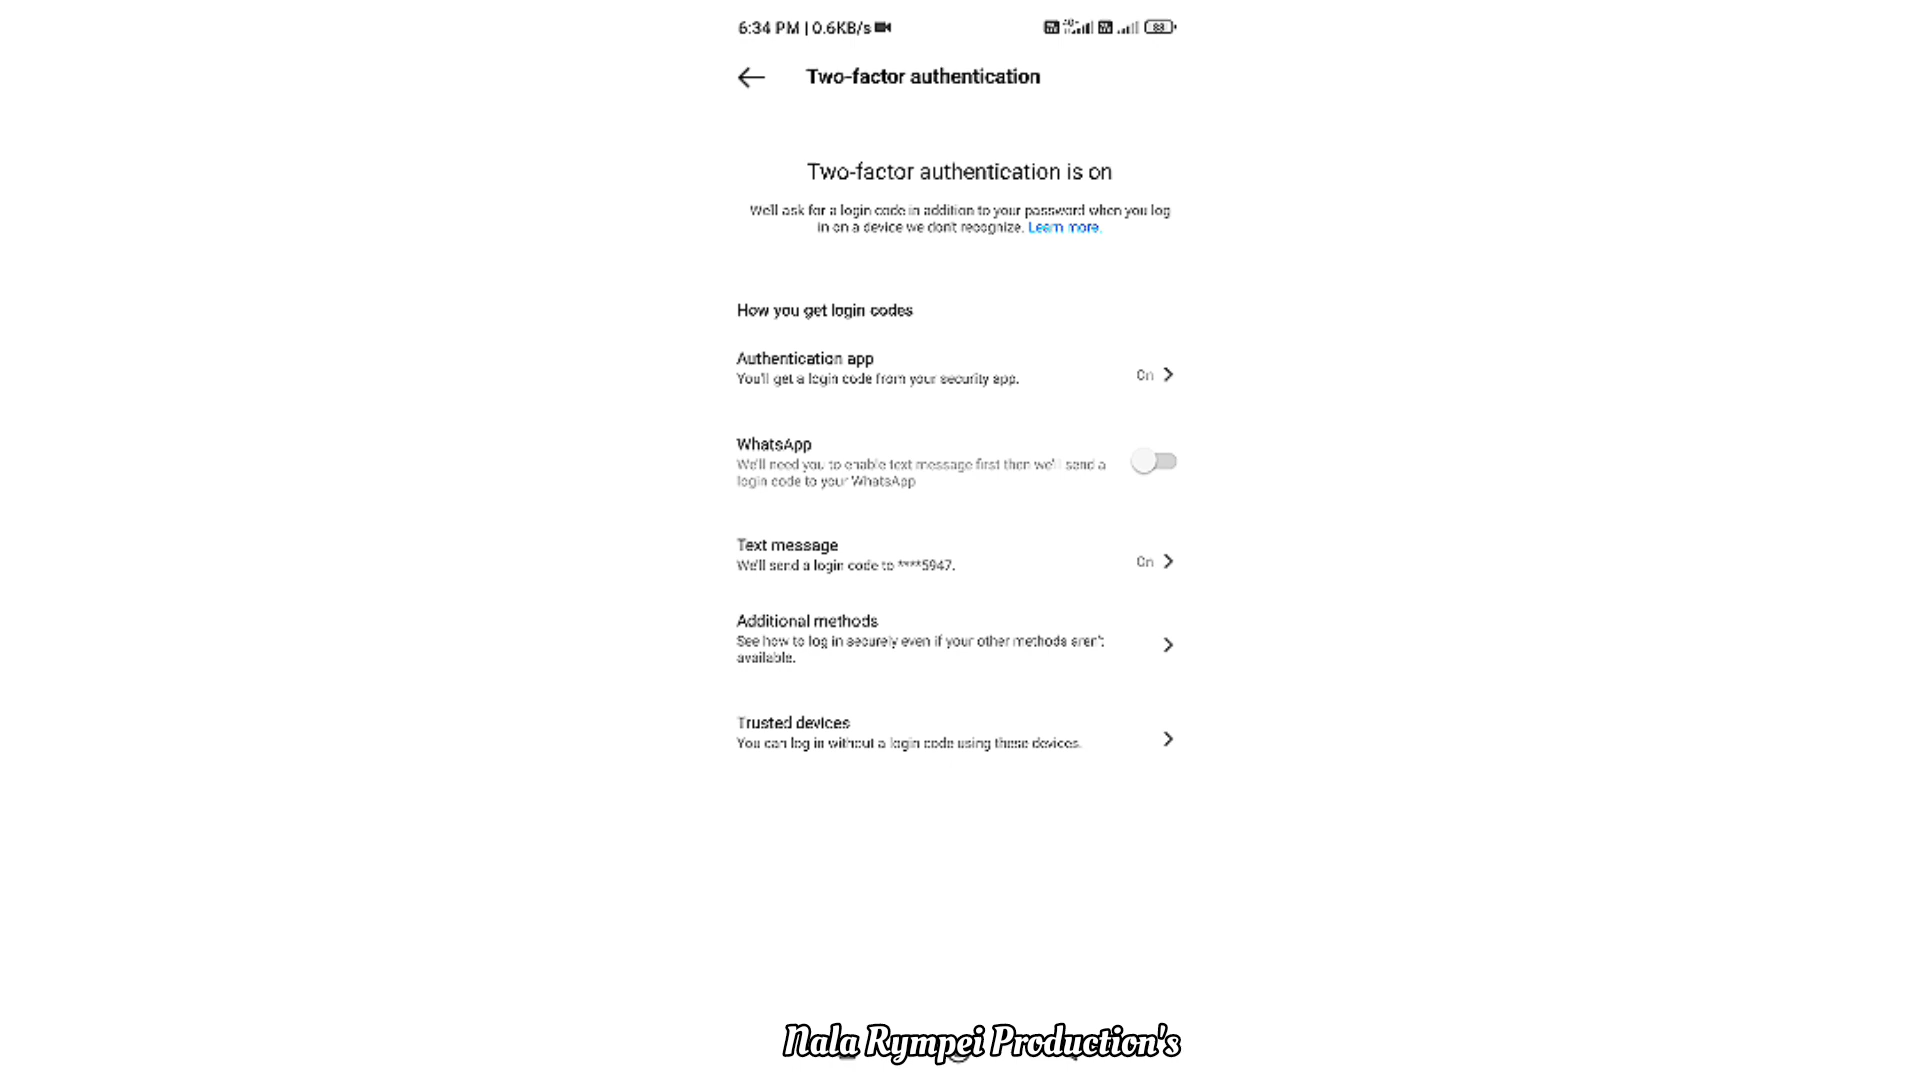 6:34 PM | 0.6KB/s
88
Two-factor authentication
Two-factor authentication is on
We'll ask for a login code in addition to your password when you log
in on a device we don't recognize. Learn more.
How you get login codes
Authentication app
You'll get a login code from your security app.
On
WhatsApp
We'll need you to enable text message first then we'll send a
login code to your WhatsApp
Text message
We'll send a login code to ****5947.
On
Additional methods
See how to log in securely even if your other methods aren't
available.
Trusted devices
You can log in without a login code using these devices.
Nala Rympei Production's